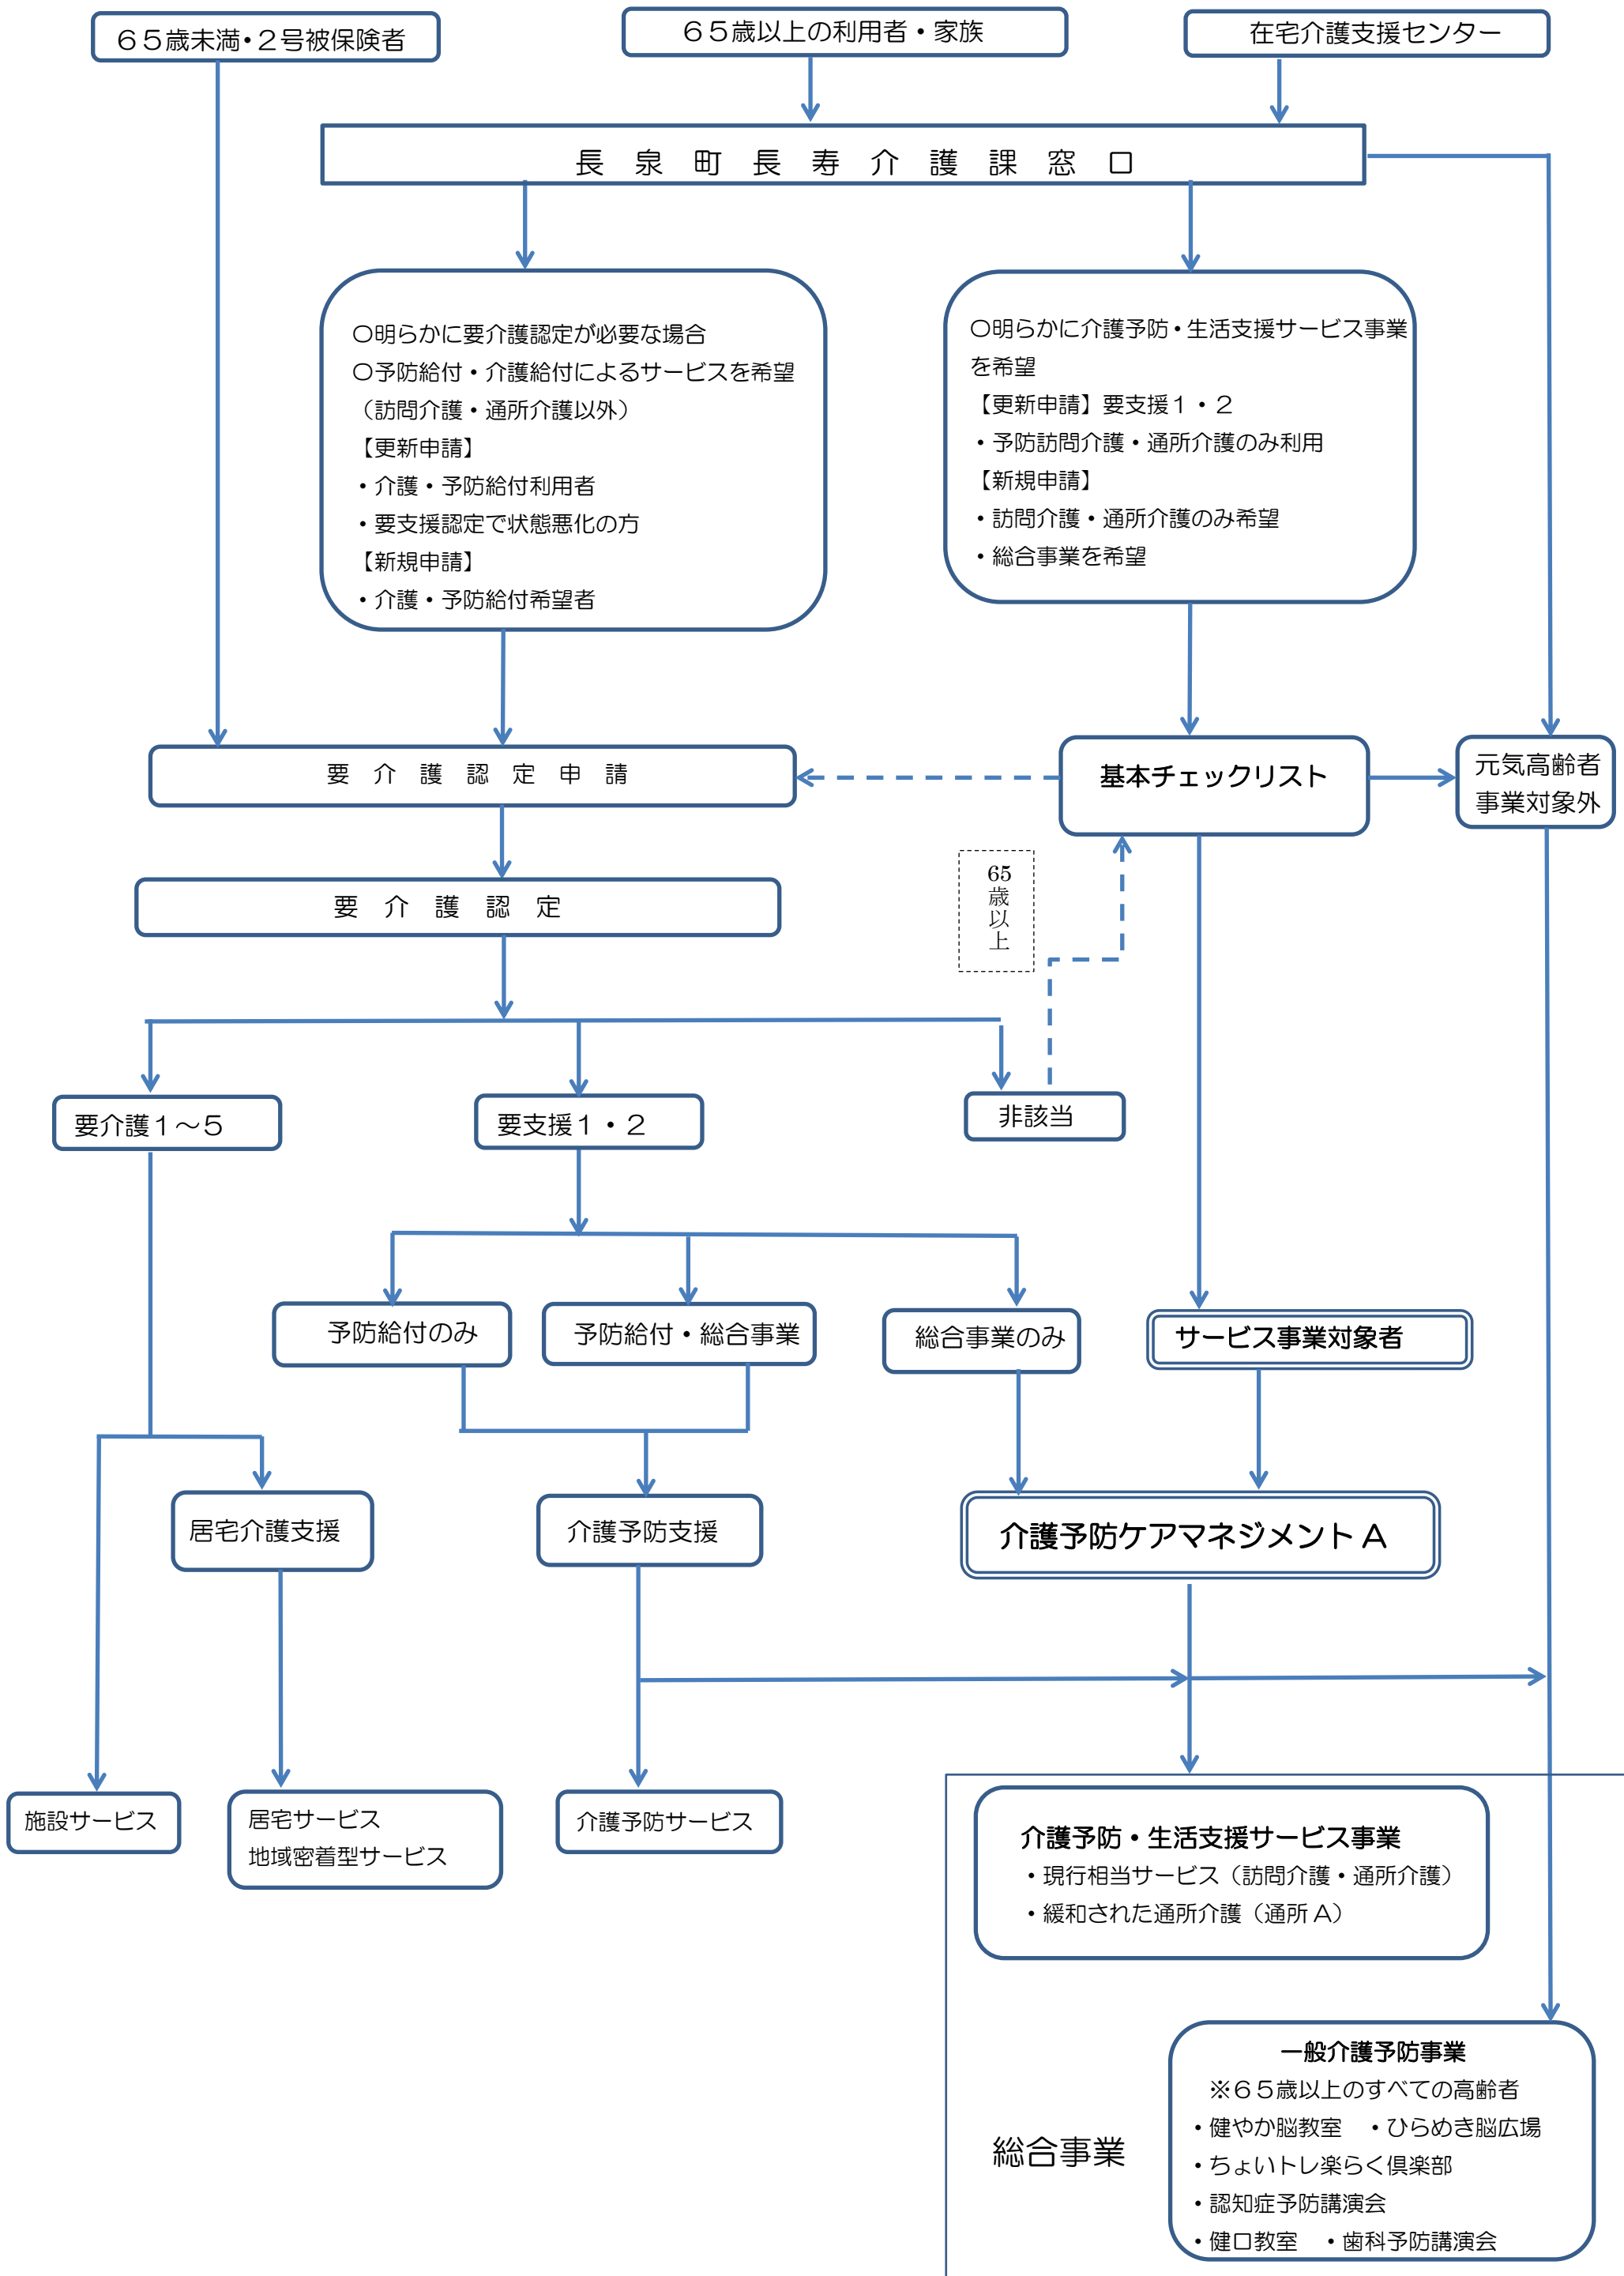 ６５歳未満・２号被保険者
６５歳以上の利用者・家族
在宅介護支援センター
長泉町長寿介護課窓口
〇明らかに要介護認定が必要な場合
〇予防給付・介護給付によるサービスを希望
（訪問介護・通所介護以外）
【更新申請】
・介護・予防給付利用者
・要支援認定で状態悪化の方
【新規申請】
・介護・予防給付希望者
〇明らかに介護予防・生活支援サービス事業
を希望
【更新申請】要支援１・２
・予防訪問介護・通所介護のみ利用
【新規申請】
・訪問介護・通所介護のみ希望
・総合事業を希望
要介護認定申請
基本チェックリスト
元気高齢者
事業対象外
要介護認定
65歳以上
要介護１～５
要支援１・２
非該当
予防給付のみ
予防給付・総合事業
総合事業のみ
サービス事業対象者
居宅介護支援
介護予防支援
介護予防ケアマネジメントA
施設サービス
居宅サービス
地域密着型サービス
介護予防サービス
介護予防・生活支援サービス事業
・現行相当サービス（訪問介護・通所介護）
・緩和された通所介護（通所A）
総合事業
一般介護予防事業
※６５歳以上のすべての高齢者
・健やか脳教室　・ひらめき脳広場
・ちょいトレ楽らく倶楽部
・認知症予防講演会
・健口教室　・歯科予防講演会